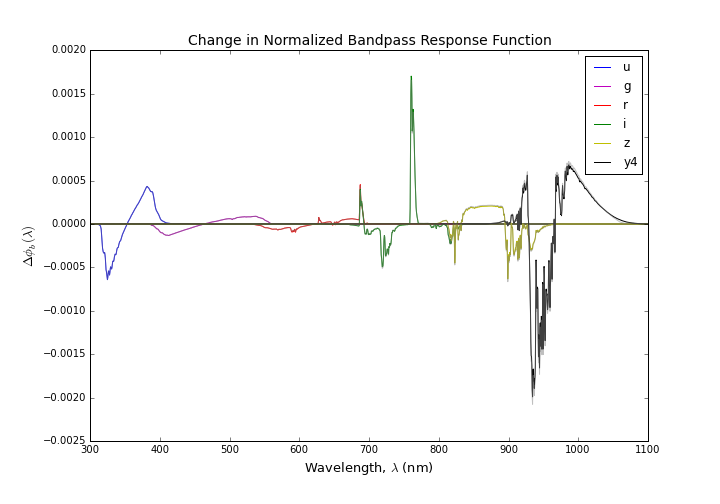 Change in Normalized Bandpass Response Function
0.0020
0.0015
0.0010
0.0005
0.0000
−0.0005
−0.0010
−0.0015
−0.0020
−0.0025
Δϕ_b (λ)
u
g
r
i
z
y4
300 400 500 600 700 800 900 1000 1100
Wavelength, λ (nm)